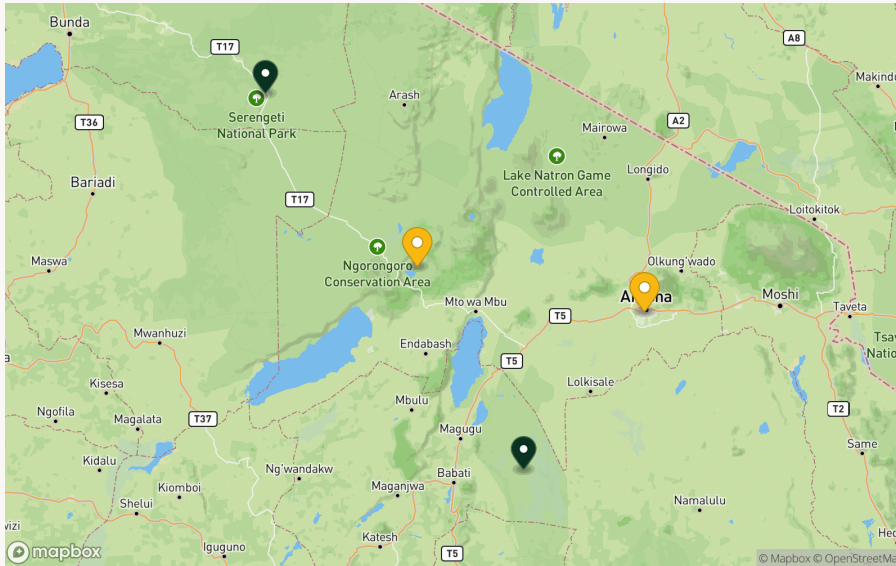 Bunda
T17
A8
Arash
Makindu
Serengeti
National Park
T36
A2
Mairowa
Lake Natron Game
Controlled Area
Longido
Bariadi
T17
Loitokitok
Maswa
Ngorongoro
Conservation Area
Olkung'wado
Mto wa Mbu
T5
Moshi
Taveta
Mwanhuzi
Endabash
T5
Lolkisale
Kisesa
Mbulu
Ngofila
Magalata
T37
Magugu
T2
Same
Kidalu
Ng'wandakw
Babati
Kiomboi
Maganjwa
Shelui
Namalulu
Iguguno
Katesh
T5
mapbox
© Mapbox © OpenStreetMa